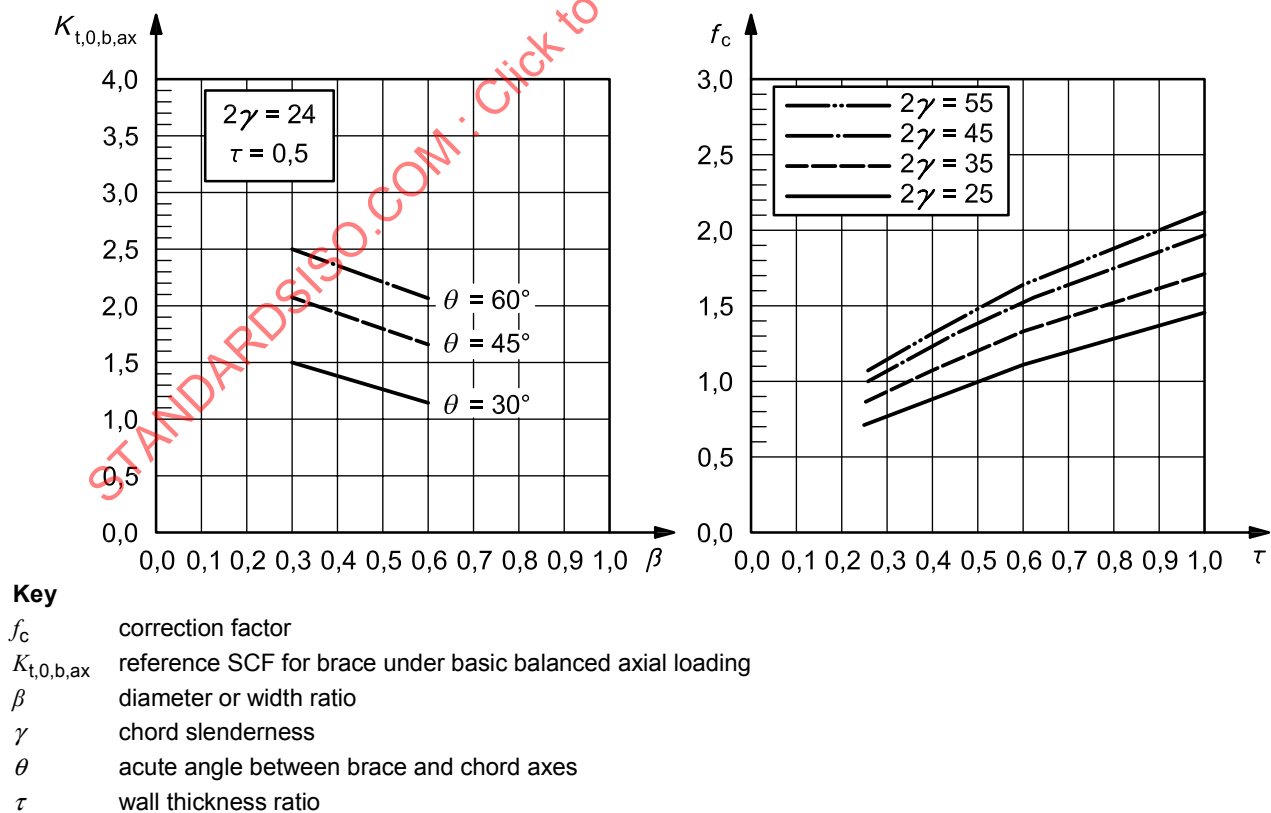 K t,0,b,ax
4,0
3,5
3,0
2,5
2,0
1,5
1,0
0,5
0,0
0,0 0,1 0,2 0,3 0,4 0,5 0,6 0,7 0,8 0,9 1,0 β
2γ = 24
τ = 0,5
θ = 60°
θ = 45°
θ = 30°
f c
3,0
2,5
2,0
1,5
1,0
0,5
0,0
0,0 0,1 0,2 0,3 0,4 0,5 0,6 0,7 0,8 0,9 1,0 τ
2γ = 55
2γ = 45
2γ = 35
2γ = 25
STANDARDSISO.COM : Click to
Key
f c correction factor
K t,0,b,ax reference SCF for brace under basic balanced axial loading
β diameter or width ratio
γ chord slenderness
θ acute angle between brace and chord axes
τ wall thickness ratio